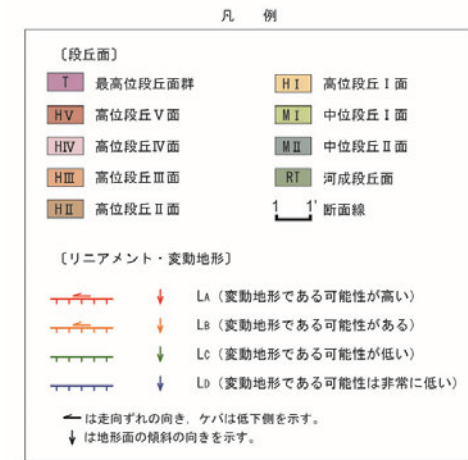 凡 例
〔段丘面〕
T 最高位段丘面群
HⅤ 高位段丘Ⅴ面
HⅣ 高位段丘Ⅳ面
HⅢ 高位段丘Ⅲ面
HⅡ 高位段丘Ⅱ面
HⅠ 高位段丘Ⅰ面
MⅠ 中位段丘Ⅰ面
MⅡ 中位段丘Ⅱ面
RT 河成段丘面
1 1' 断面線
〔リニアメント・変動地形〕
LA（変動地形である可能性が高い）
LB（変動地形である可能性がある）
LC（変動地形である可能性が低い）
LD（変動地形である可能性は非常に低い）
は走向ずれの向き，ケバは低下側を示す。
↓は地形面の傾斜の向きを示す。